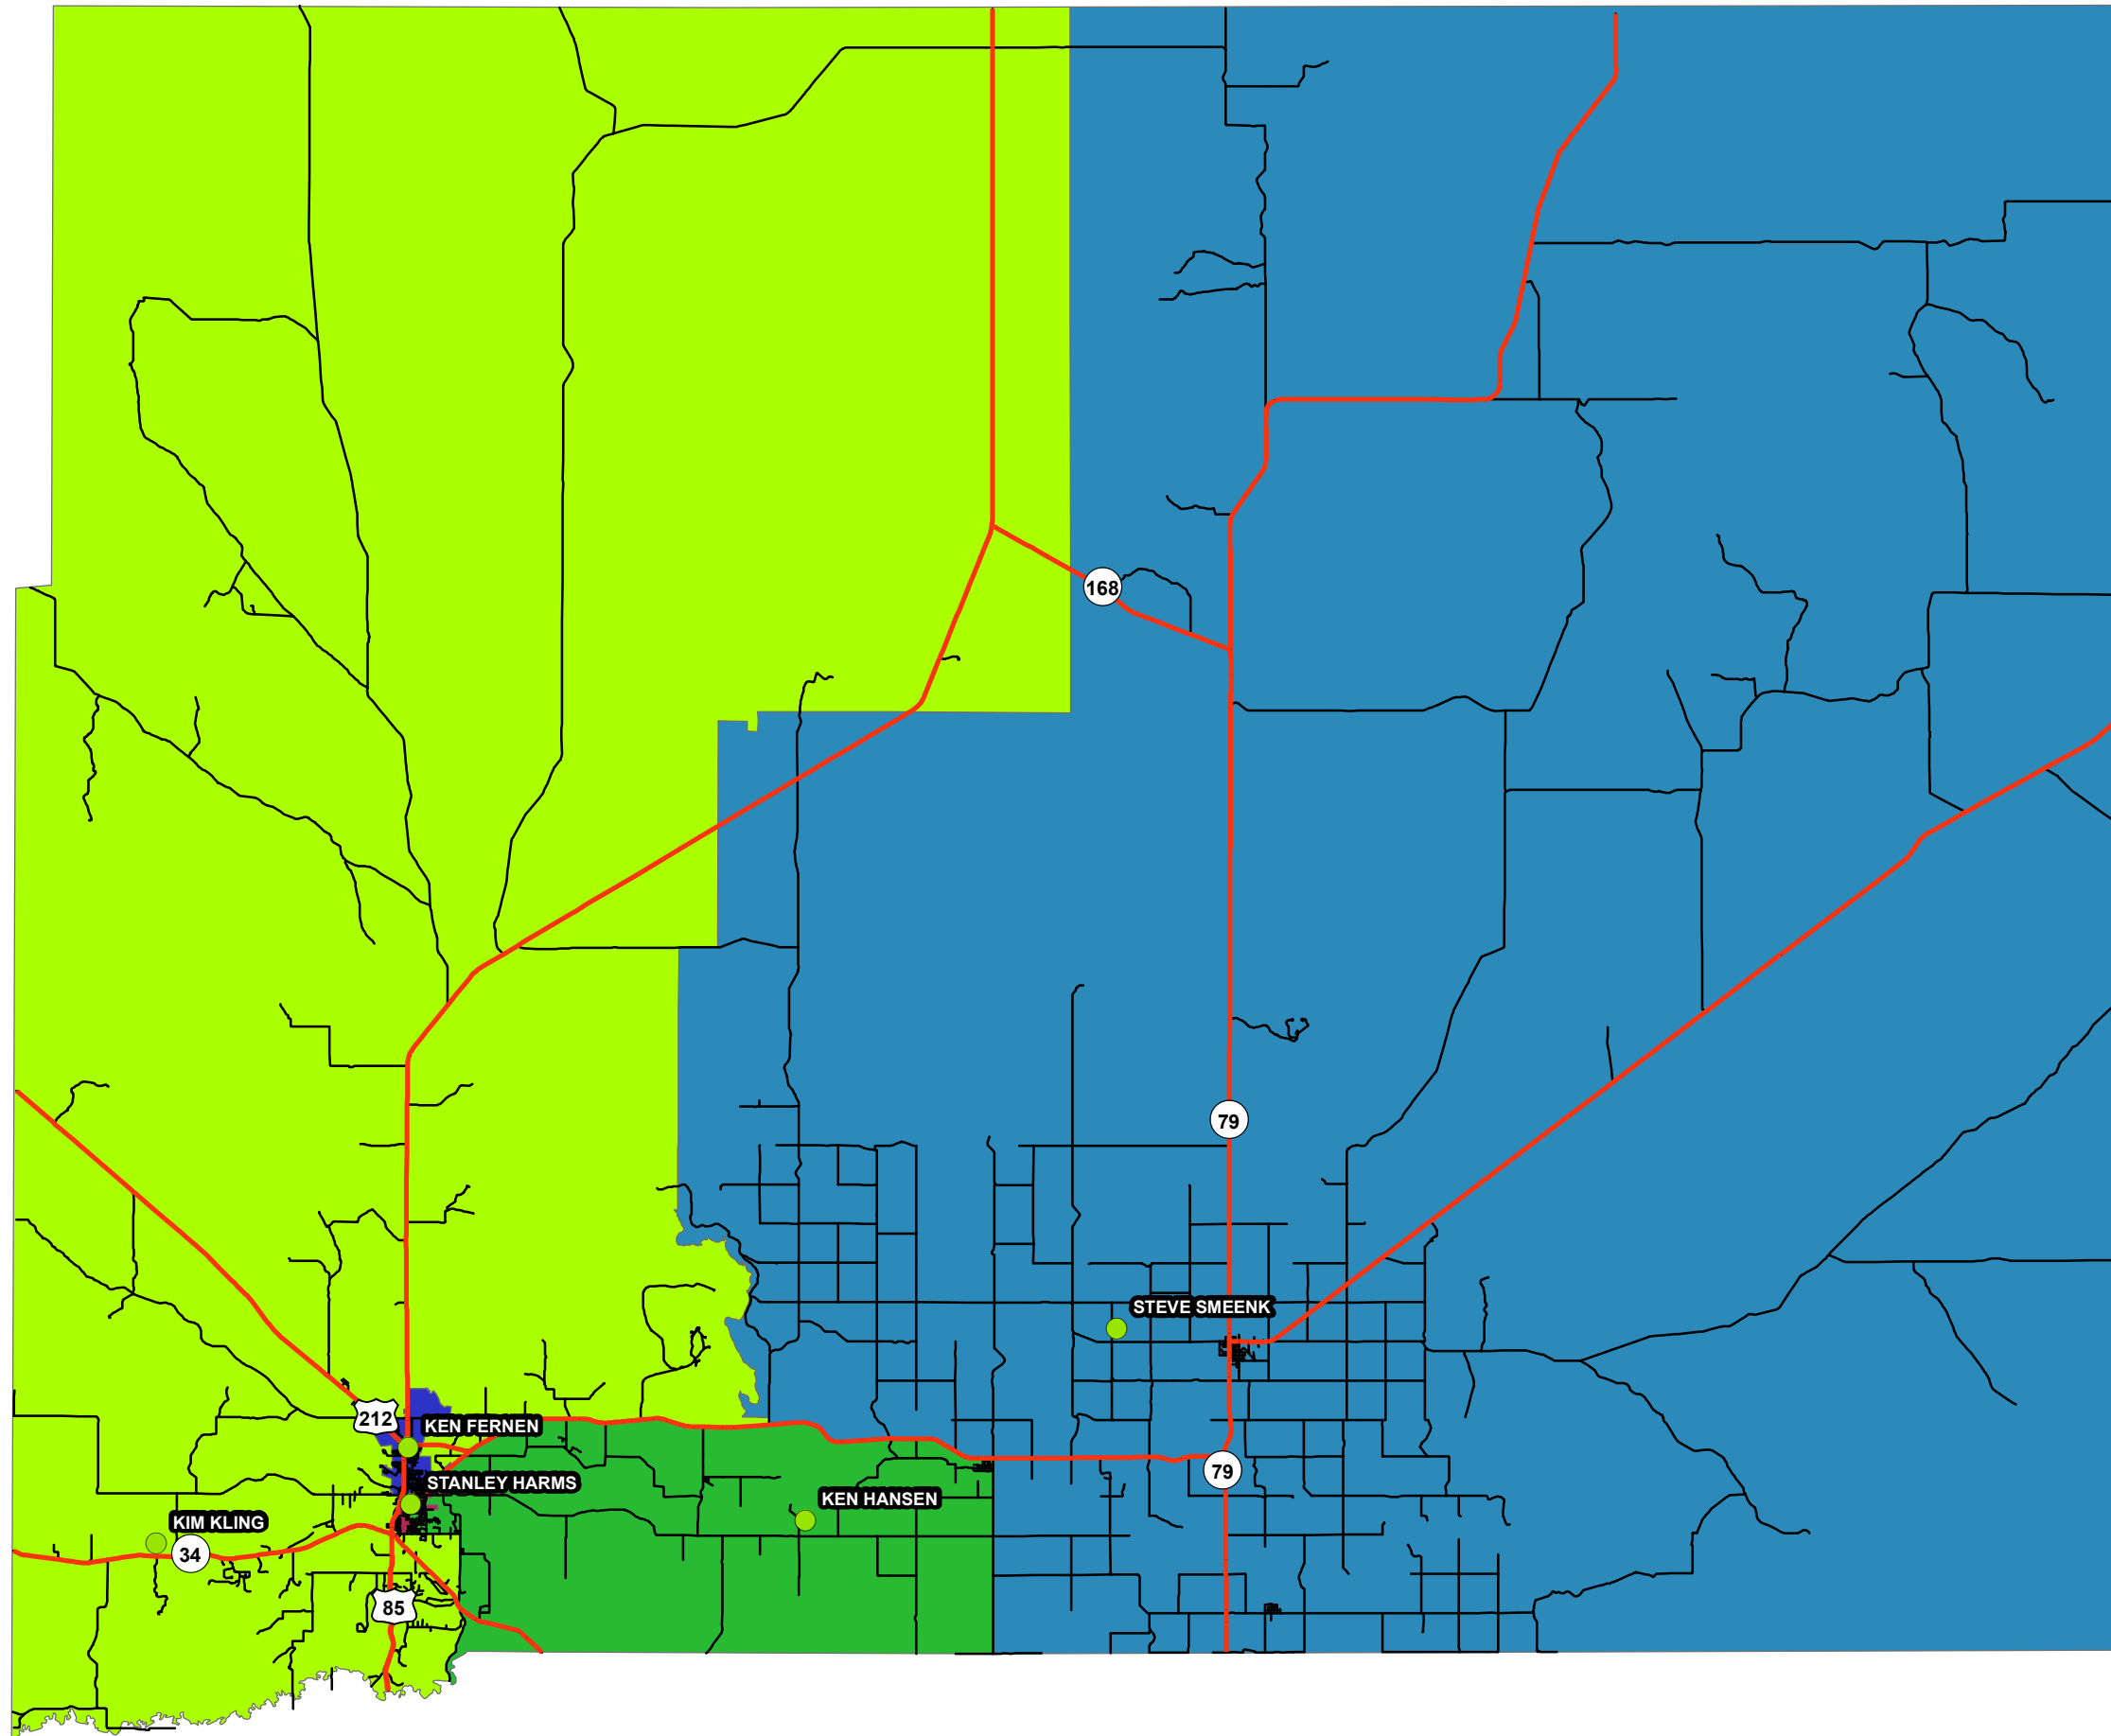 168
79
STEVE SMEENK
212
KEN FERNEN
79
STANLEY HARMS
KEN HANSEN
KIM KLING
34
85